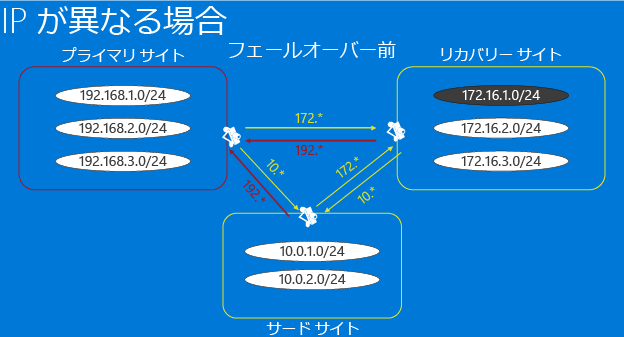 IP が異なる場合
フェールオーバー前
プライマリ サイト
192.168.1.0/24
192.168.2.0/24
192.168.3.0/24
リカバリー サイト
172.16.1.0/24
172.16.2.0/24
172.16.3.0/24
172.*
192.*
10.*
192.*
172.*
10.*
10.0.1.0/24
10.0.2.0/24
サード サイト